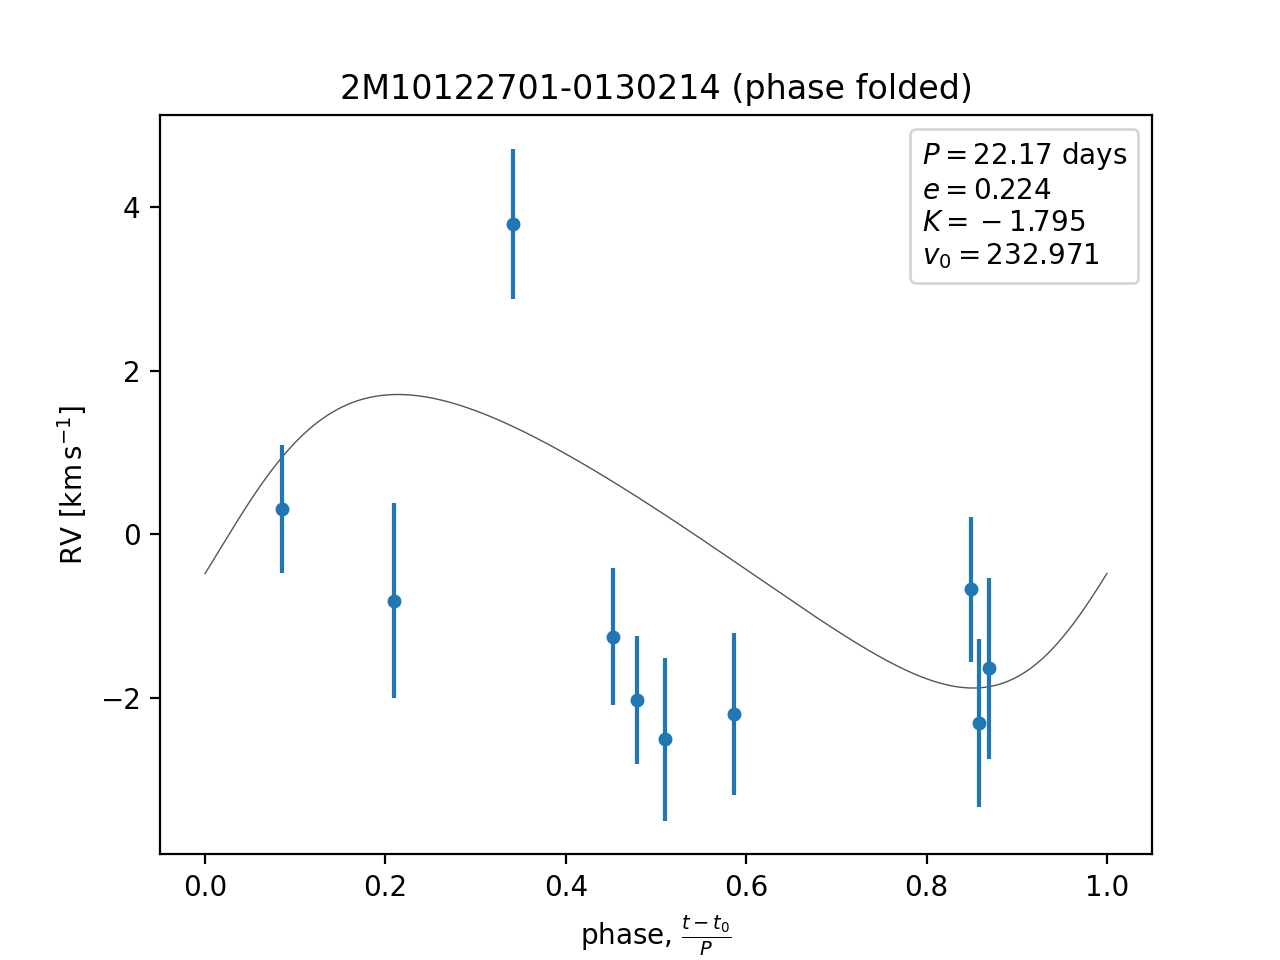 2M10122701-0130214 (phase folded)
P = 22.17 days
e = 0.224
K = −1.795
v₀ = 232.971
4
2
0
−2
RV [km s⁻¹]
0.0 0.2 0.4 0.6 0.8 1.0
phase, (t − t₀)/P